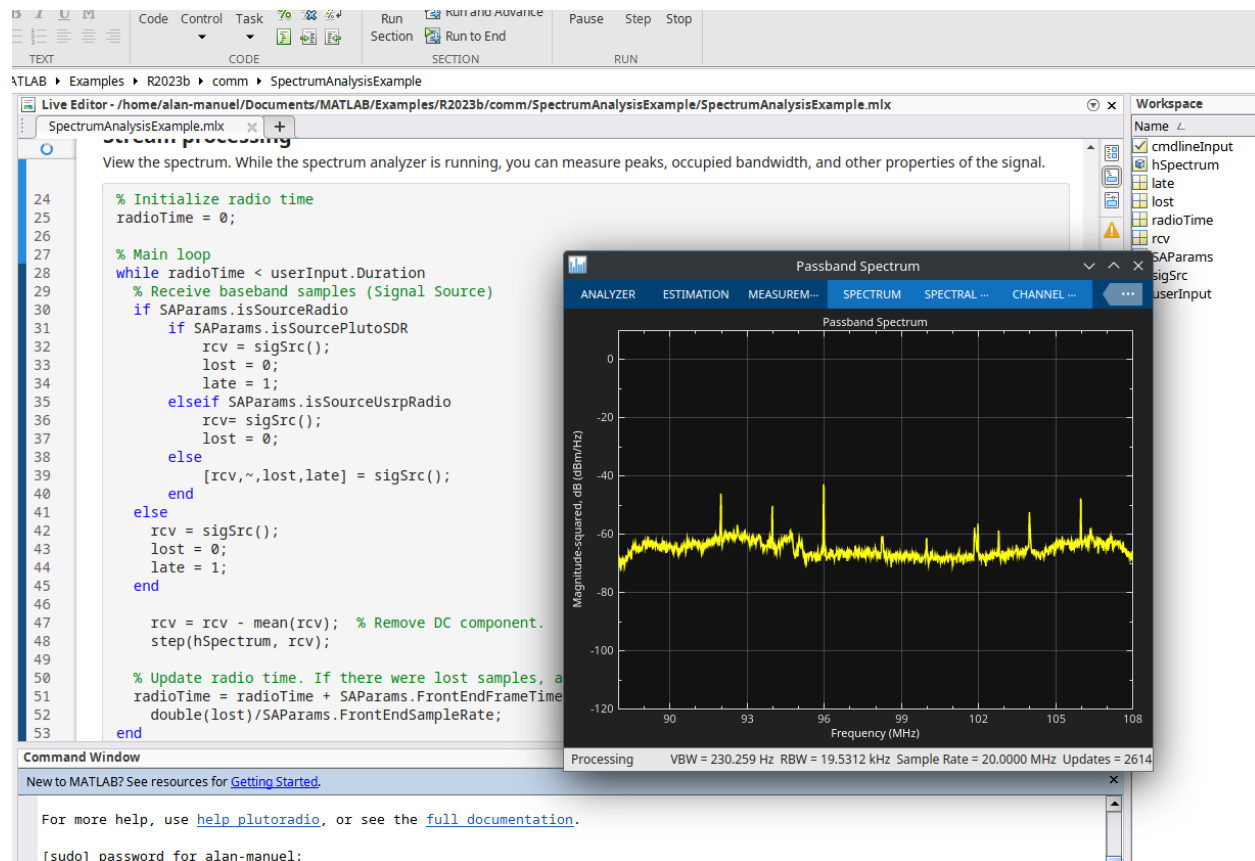 B I U M
Code Control Task
Run
Section
Run and Advance
Run to End
Pause Step Stop
TEXT CODE SECTION RUN
ATLAB Examples R2023b comm SpectrumAnalysisExample
Live Editor - /home/alan-manuel/Documents/MATLAB/Examples/R2023b/comm/SpectrumAnalysisExample/SpectrumAnalysisExample.mlx
SpectrumAnalysisExample.mlx
Stream processing
View the spectrum. While the spectrum analyzer is running, you can measure peaks, occupied bandwidth, and other properties of the signal.
24 % Initialize radio time
25 radioTime = 0;
26
27 % Main loop
28 while radioTime < userInput.Duration
29 % Receive baseband samples (Signal Source)
30 if SAParams.isSourceRadio
31 if SAParams.isSourcePlutoSDR
32 rcv = sigSrc();
33 lost = 0;
34 late = 1;
35 elseif SAParams.isSourceUsrpRadio
36 rcv= sigSrc();
37 lost = 0;
38 else
39 [rcv,~,lost,late] = sigSrc();
40 end
41 else
42 rcv = sigSrc();
43 lost = 0;
44 late = 1;
45 end
46
47 rcv = rcv - mean(rcv); % Remove DC component.
48 step(hSpectrum, rcv);
49
50 % Update radio time. If there were lost samples, a
51 radioTime = radioTime + SAParams.FrontEndFrameTime
52 double(lost)/SAParams.FrontEndSampleRate;
53 end
Workspace
Name
cmdlineInput
hSpectrum
late
lost
radioTime
rcv
SAParams
sigSrc
userInput
Passband Spectrum
ANALYZER ESTIMATION MEASUREM··· SPECTRUM SPECTRAL ··· CHANNEL ··· ···
Passband Spectrum
Magnitude-squared, dB (dBm/Hz)
0
-20
-40
-60
-80
-100
-120
90 93 96 99 102 105 108
Frequency (MHz)
Processing VBW = 230.259 Hz RBW = 19.5312 kHz Sample Rate = 20.0000 MHz Updates = 2614
Command Window
New to MATLAB? See resources for Getting Started.
For more help, use help plutoradio, or see the full documentation.
[sudo] password for alan-manuel: